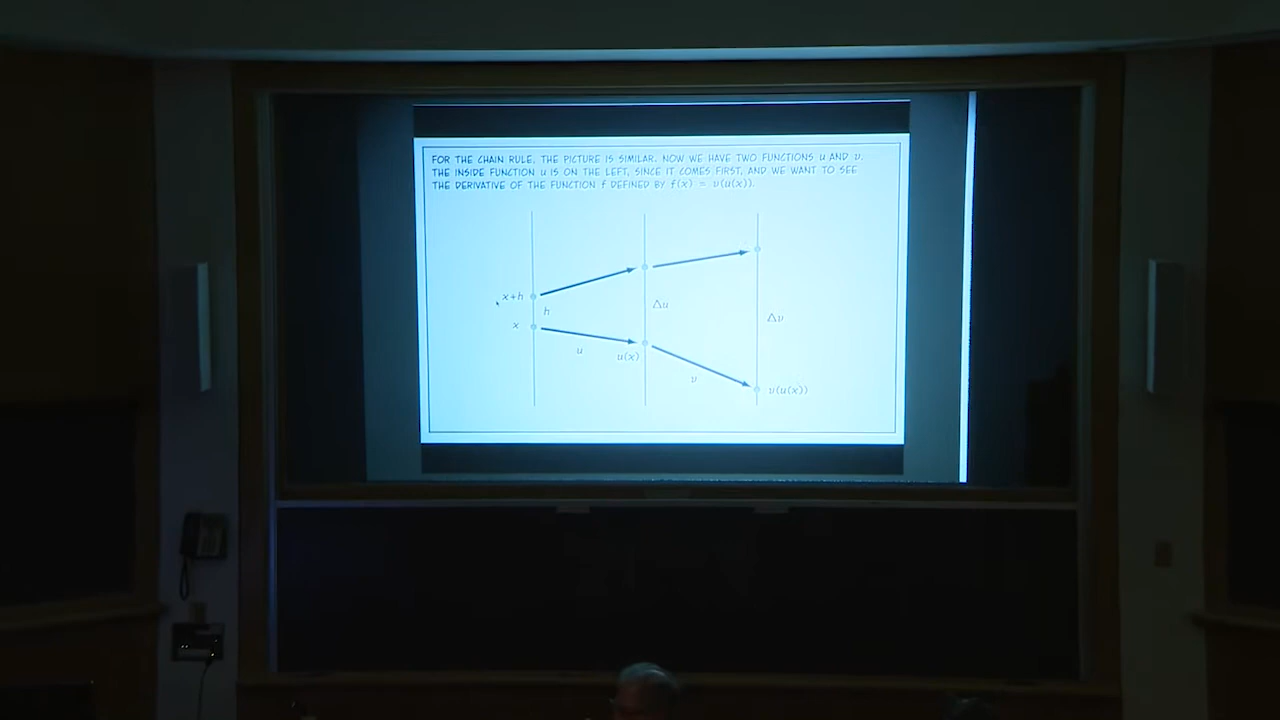 FOR THE CHAIN RULE, THE PICTURE IS SIMILAR. NOW WE HAVE TWO FUNCTIONS u AND v.
THE INSIDE FUNCTION u IS ON THE LEFT, SINCE IT COMES FIRST, AND WE WANT TO SEE
THE DERIVATIVE OF THE FUNCTION f DEFINED BY f(x) = v(u(x)).
x+h
h
Δu
Δv
x
u
u(x)
v
v(u(x))